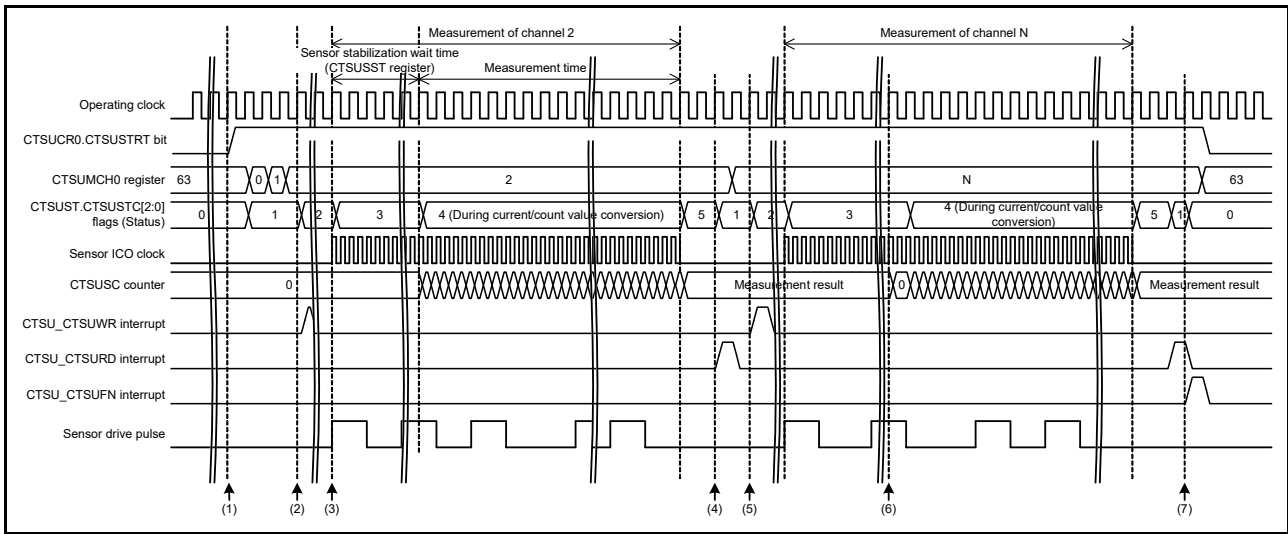 Measurement of channel 2
Measurement of channel N
Sensor stabilization wait time
(CTSUSST register)
Measurement time
Operating clock
CTSUCR0.CTSUSTRT bit
CTSUMCH0 register
63
0
1
2
N
63
CTSUST.CTSUSTC[2:0]
flags (Status)
0
1
2
3
4 (During current/count value conversion)
5
1
2
3
4 (During current/count value
conversion)
5
1
0
Sensor ICO clock
CTSUSC counter
0
Measurement result
0
Measurement result
CTSU_CTSUWR interrupt
CTSU_CTSURD interrupt
CTSU_CTSUFN interrupt
Sensor drive pulse
(1)
(2)
(3)
(4)
(5)
(6)
(7)